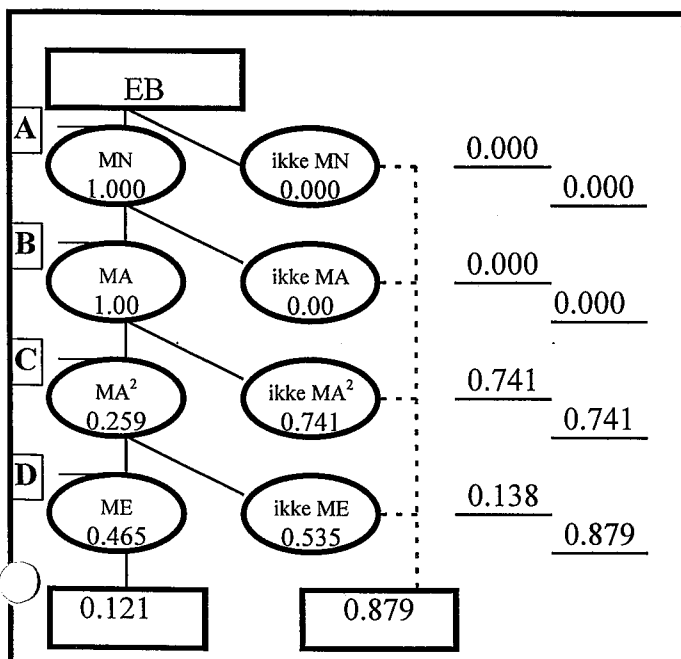 EB
A
MN
1.000
ikke MN
0.000
0.000
0.000
B
MA
1.00
ikke MA
0.00
0.000
0.000
C
MA²
0.259
ikke MA²
0.741
0.741
0.741
D
ME
0.465
ikke ME
0.535
0.138
0.879
0.121
0.879